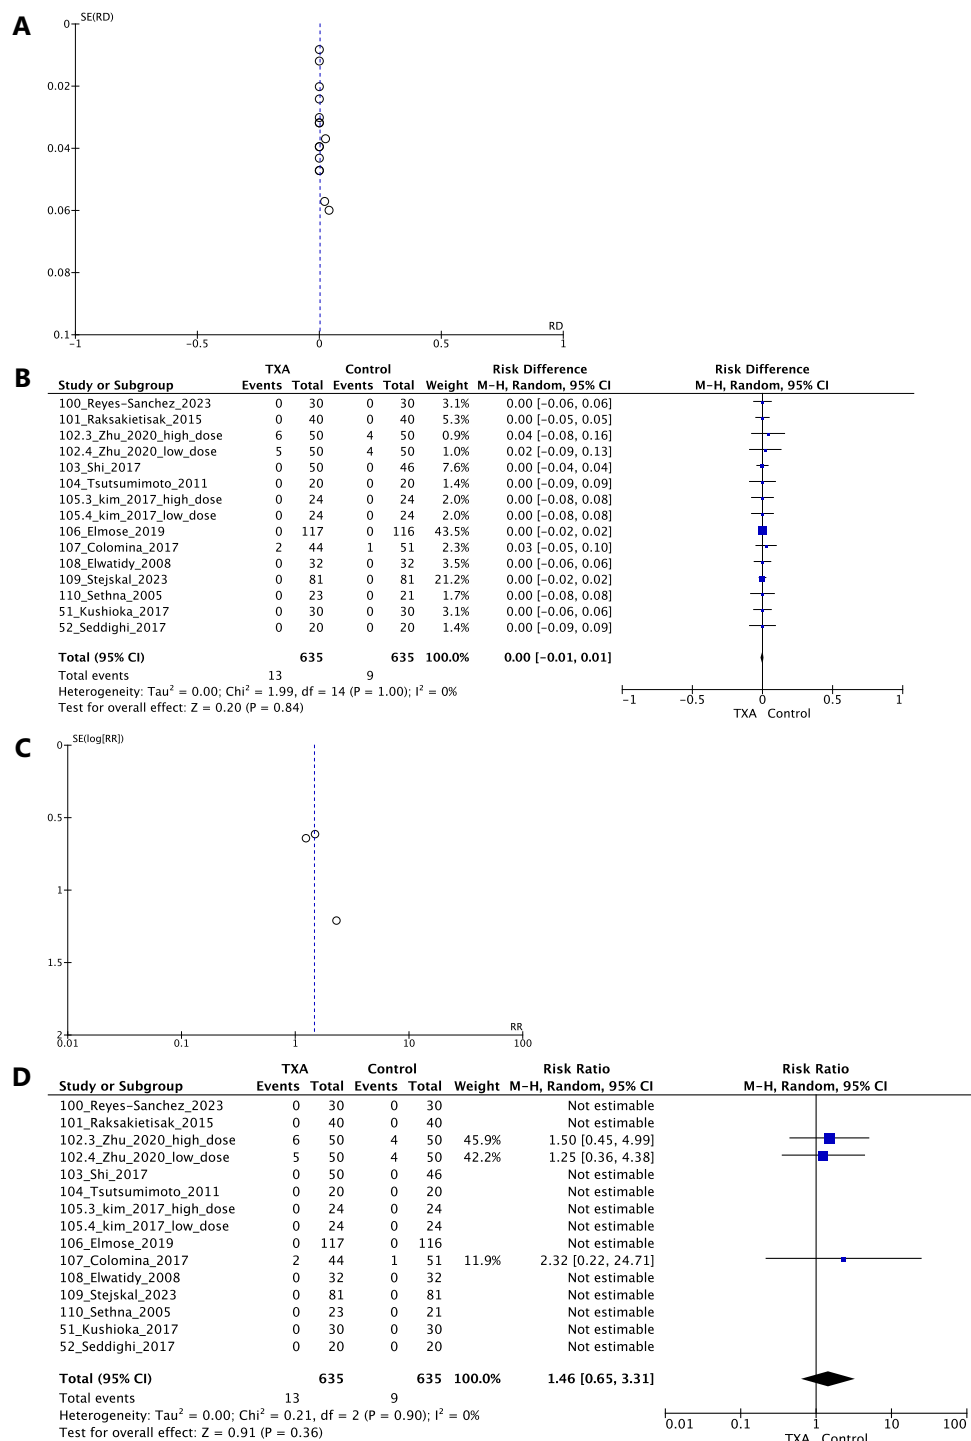 A
SE(RD)
0
0.02
0.04
0.06
0.08
0.1
RD
−1 −0.5 0 0.5 1
B
TXA Control Risk Difference Risk Difference
Study or Subgroup Events Total Events Total Weight M-H, Random, 95% CI M-H, Random, 95% CI
100_Reyes-Sanchez_2023 0 30 0 30 3.1% 0.00 [−0.06, 0.06]
101_Raksakietisak_2015 0 40 0 40 5.3% 0.00 [−0.05, 0.05]
102.3_Zhu_2020_high_dose 6 50 4 50 0.9% 0.04 [−0.08, 0.16]
102.4_Zhu_2020_low_dose 5 50 4 50 1.0% 0.02 [−0.09, 0.13]
103_Shi_2017 0 50 0 46 7.6% 0.00 [−0.04, 0.04]
104_Tsutsumimoto_2011 0 20 0 20 1.4% 0.00 [−0.09, 0.09]
105.3_kim_2017_high_dose 0 24 0 24 2.0% 0.00 [−0.08, 0.08]
105.4_kim_2017_low_dose 0 24 0 24 2.0% 0.00 [−0.08, 0.08]
106_Elmose_2019 0 117 0 116 43.5% 0.00 [−0.02, 0.02]
107_Colomina_2017 2 44 1 51 2.3% 0.03 [−0.05, 0.10]
108_Elwatidy_2008 0 32 0 32 3.5% 0.00 [−0.06, 0.06]
109_Stejskal_2023 0 81 0 81 21.2% 0.00 [−0.02, 0.02]
110_Sethna_2005 0 23 0 21 1.7% 0.00 [−0.08, 0.08]
51_Kushioka_2017 0 30 0 30 3.1% 0.00 [−0.06, 0.06]
52_Seddighi_2017 0 20 0 20 1.4% 0.00 [−0.09, 0.09]
Total (95% CI) 635 635 100.0% 0.00 [−0.01, 0.01]
Total events 13 9
Heterogeneity: Tau² = 0.00; Chi² = 1.99, df = 14 (P = 1.00); I² = 0%
Test for overall effect: Z = 0.20 (P = 0.84)
−1 −0.5 0 0.5 1
TXA Control
C
SE(log[RR])
0
0.5
1
1.5
2
RR
0.01 0.1 1 10 100
D
TXA Control Risk Ratio Risk Ratio
Study or Subgroup Events Total Events Total Weight M-H, Random, 95% CI M-H, Random, 95% CI
100_Reyes-Sanchez_2023 0 30 0 30 Not estimable
101_Raksakietisak_2015 0 40 0 40 Not estimable
102.3_Zhu_2020_high_dose 6 50 4 50 45.9% 1.50 [0.45, 4.99]
102.4_Zhu_2020_low_dose 5 50 4 50 42.2% 1.25 [0.36, 4.38]
103_Shi_2017 0 50 0 46 Not estimable
104_Tsutsumimoto_2011 0 20 0 20 Not estimable
105.3_kim_2017_high_dose 0 24 0 24 Not estimable
105.4_kim_2017_low_dose 0 24 0 24 Not estimable
106_Elmose_2019 0 117 0 116 Not estimable
107_Colomina_2017 2 44 1 51 11.9% 2.32 [0.22, 24.71]
108_Elwatidy_2008 0 32 0 32 Not estimable
109_Stejskal_2023 0 81 0 81 Not estimable
110_Sethna_2005 0 23 0 21 Not estimable
51_Kushioka_2017 0 30 0 30 Not estimable
52_Seddighi_2017 0 20 0 20 Not estimable
Total (95% CI) 635 635 100.0% 1.46 [0.65, 3.31]
Total events 13 9
Heterogeneity: Tau² = 0.00; Chi² = 0.21, df = 2 (P = 0.90); I² = 0%
Test for overall effect: Z = 0.91 (P = 0.36)
0.01 0.1 1 10 100
TXA Control